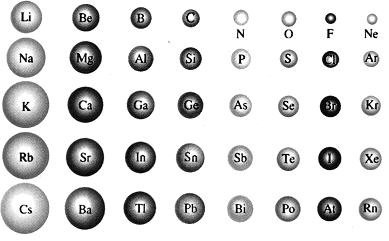 Li Be B C N O F Ne
Na Mg Al Si P S Cl Ar
K Ca Ga Ge As Se Br Kr
Rb Sr In Sn Sb Te I Xe
Cs Ba Tl Pb Bi Po At Rn